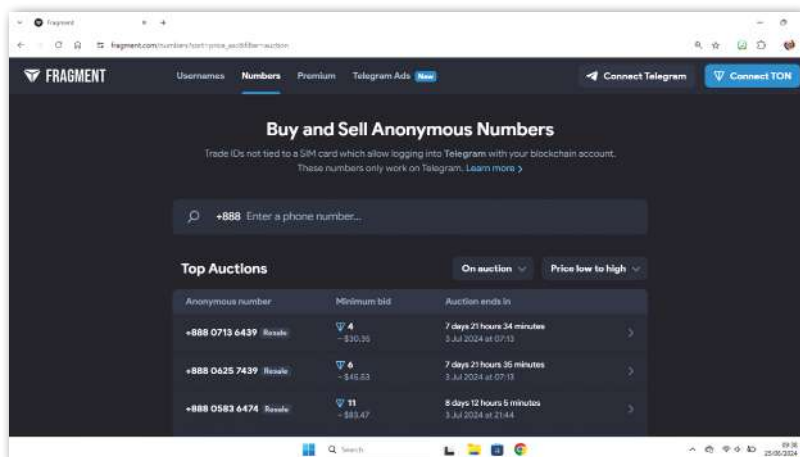 Fragment
fragment.com/numbers?sort=price_asc&filter=auction
FRAGMENT
Usernames Numbers Premium Telegram Ads New
Connect Telegram
Connect TON
Buy and Sell Anonymous Numbers
Trade IDs not tied to a SIM card which allow logging into Telegram with your blockchain account.
These numbers only work on Telegram. Learn more >
+888 Enter a phone number...
Top Auctions
On auction
Price low to high
Anonymous number Minimum bid Auction ends in
+888 0713 6439 Resale 4 7 days 21 hours 34 minutes
~ $30.35 3 Jul 2024 at 07:13
+888 0625 7439 Resale 6 7 days 21 hours 35 minutes
~ $45.53 3 Jul 2024 at 07:13
+888 0583 6474 Resale 11 8 days 12 hours 5 minutes
~ $83.47 3 Jul 2024 at 21:44
Search
09:38
25/06/2024